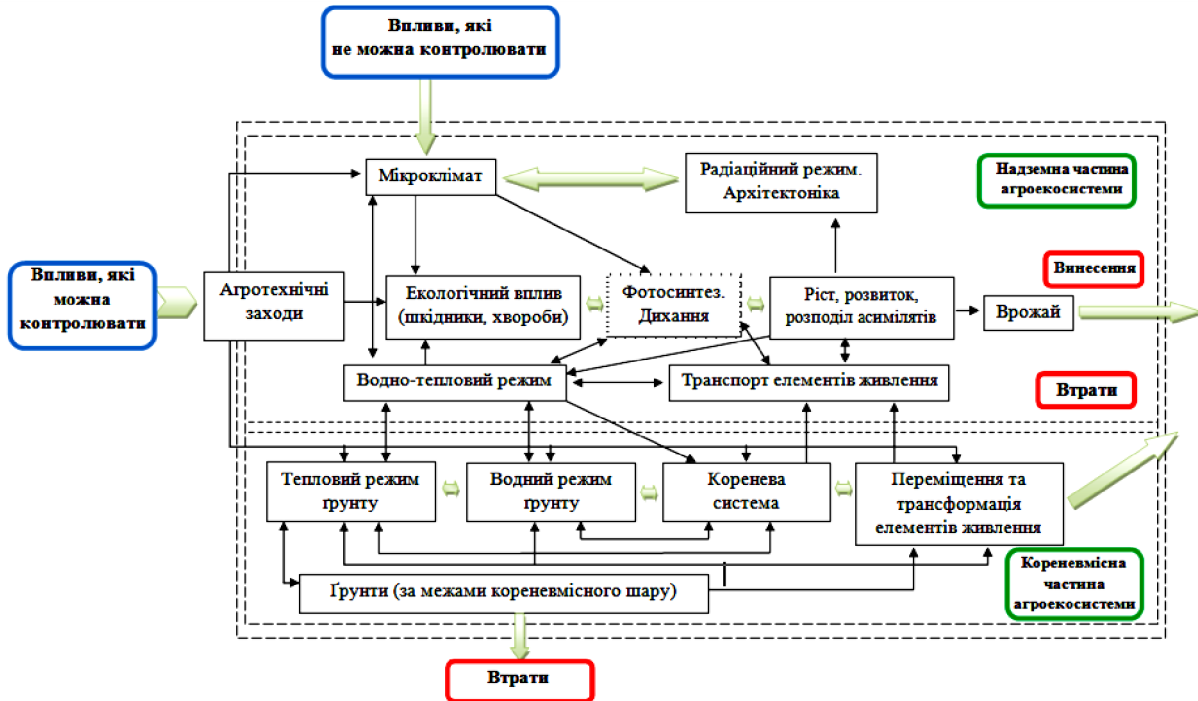 Впливи, які
не можна контролювати
Мікроклімат
Радіаційний режим.
Архітектоніка
Надземна частина
агроекосистеми
Впливи, які
можна
контролювати
Агротехнічні
заходи
Екологічний вплив
(шкідники, хвороби)
Фотосинтез.
Дихання
Ріст, розвиток,
розподіл асимілятів
Винесення
Врожай
Водно-тепловий режим
Транспорт елементів живлення
Втрати
Тепловий режим
ґрунту
Водний режим
ґрунту
Коренева
система
Переміщення та
трансформація
елементів живлення
Ґрунти (за межами кореневмісного шару)
Кореневмісна
частина
агроекосистеми
Втрати